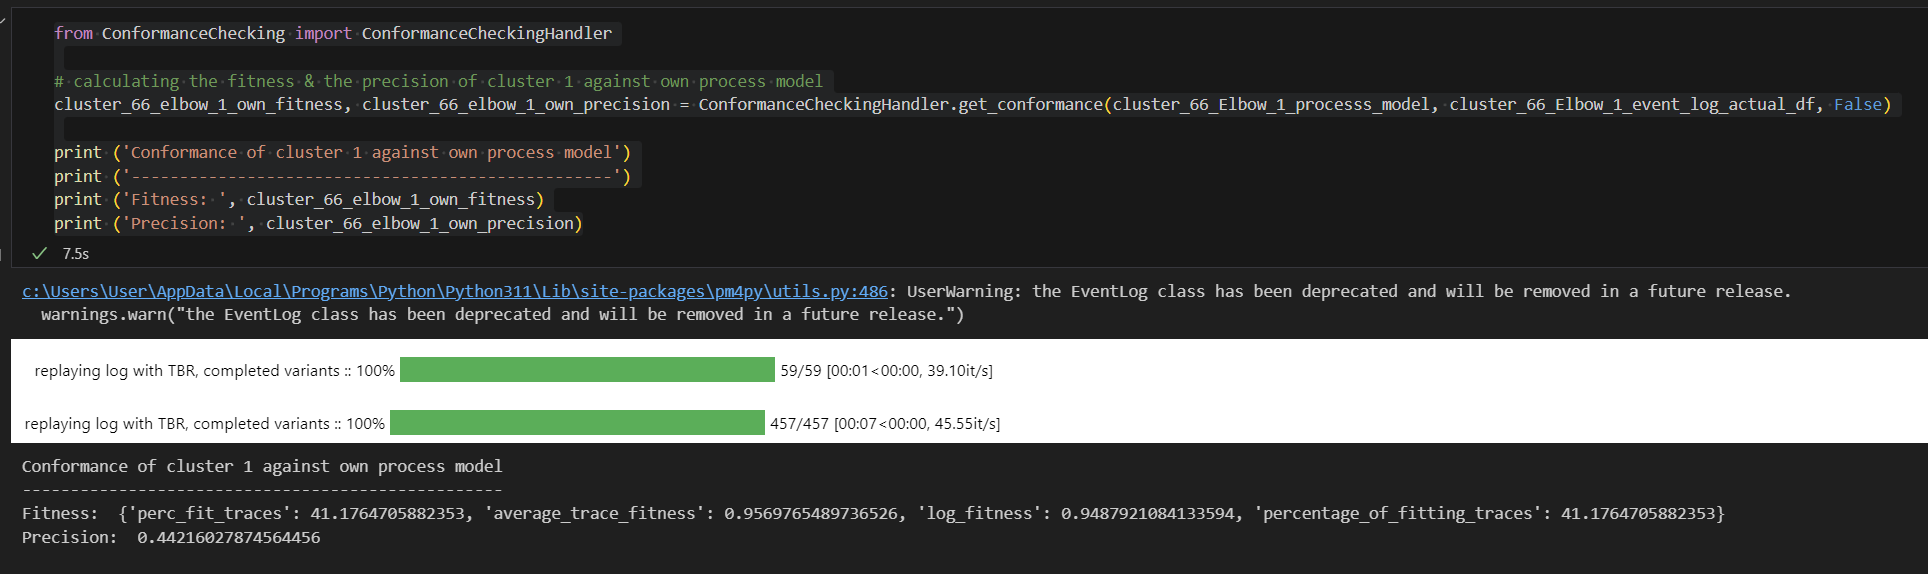 from ConformanceChecking import ConformanceCheckingHandler
# calculating the fitness & the precision of cluster 1 against own process model
cluster_66_elbow_1_own_fitness, cluster_66_elbow_1_own_precision = ConformanceCheckingHandler.get_conformance(cluster_66_Elbow_1_processs_model, cluster_66_Elbow_1_event_log_actual_df, False)
print ('Conformance of cluster 1 against own process model')
print ('--------------------------------------------------')
print ('Fitness: ', cluster_66_elbow_1_own_fitness)
print ('Precision: ', cluster_66_elbow_1_own_precision)
7.5s
c:\Users\User\AppData\Local\Programs\Python\Python311\Lib\site-packages\pm4py\utils.py:486: UserWarning: the EventLog class has been deprecated and will be removed in a future release.
warnings.warn("the EventLog class has been deprecated and will be removed in a future release.")
replaying log with TBR, completed variants :: 100% 59/59 [00:01<00:00, 39.10it/s]
replaying log with TBR, completed variants :: 100% 457/457 [00:07<00:00, 45.55it/s]
Conformance of cluster 1 against own process model
--------------------------------------------------
Fitness:  {'perc_fit_traces': 41.1764705882353, 'average_trace_fitness': 0.9569765489736526, 'log_fitness': 0.9487921084133594, 'percentage_of_fitting_traces': 41.1764705882353}
Precision:  0.44216027874564456